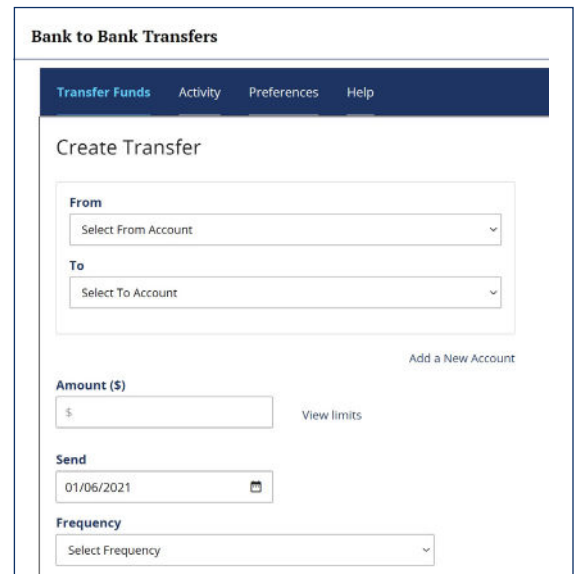 Bank to Bank Transfers
Transfer Funds Activity Preferences Help
Create Transfer
From
Select From Account
To
Select To Account
Add a New Account
Amount ($)
$ View limits
Send
01/06/2021
Frequency
Select Frequency